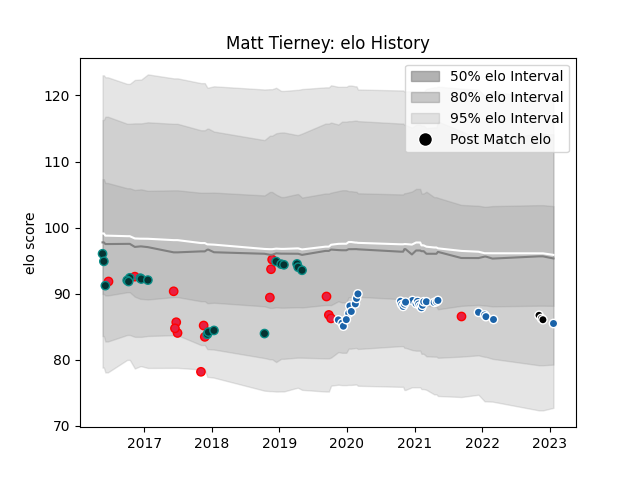 Matt Tierney: elo History
50% elo Interval
80% elo Interval
95% elo Interval
Post Match elo
elo score
120
110
100
90
80
70
2017
2018
2019
2020
2021
2022
2023